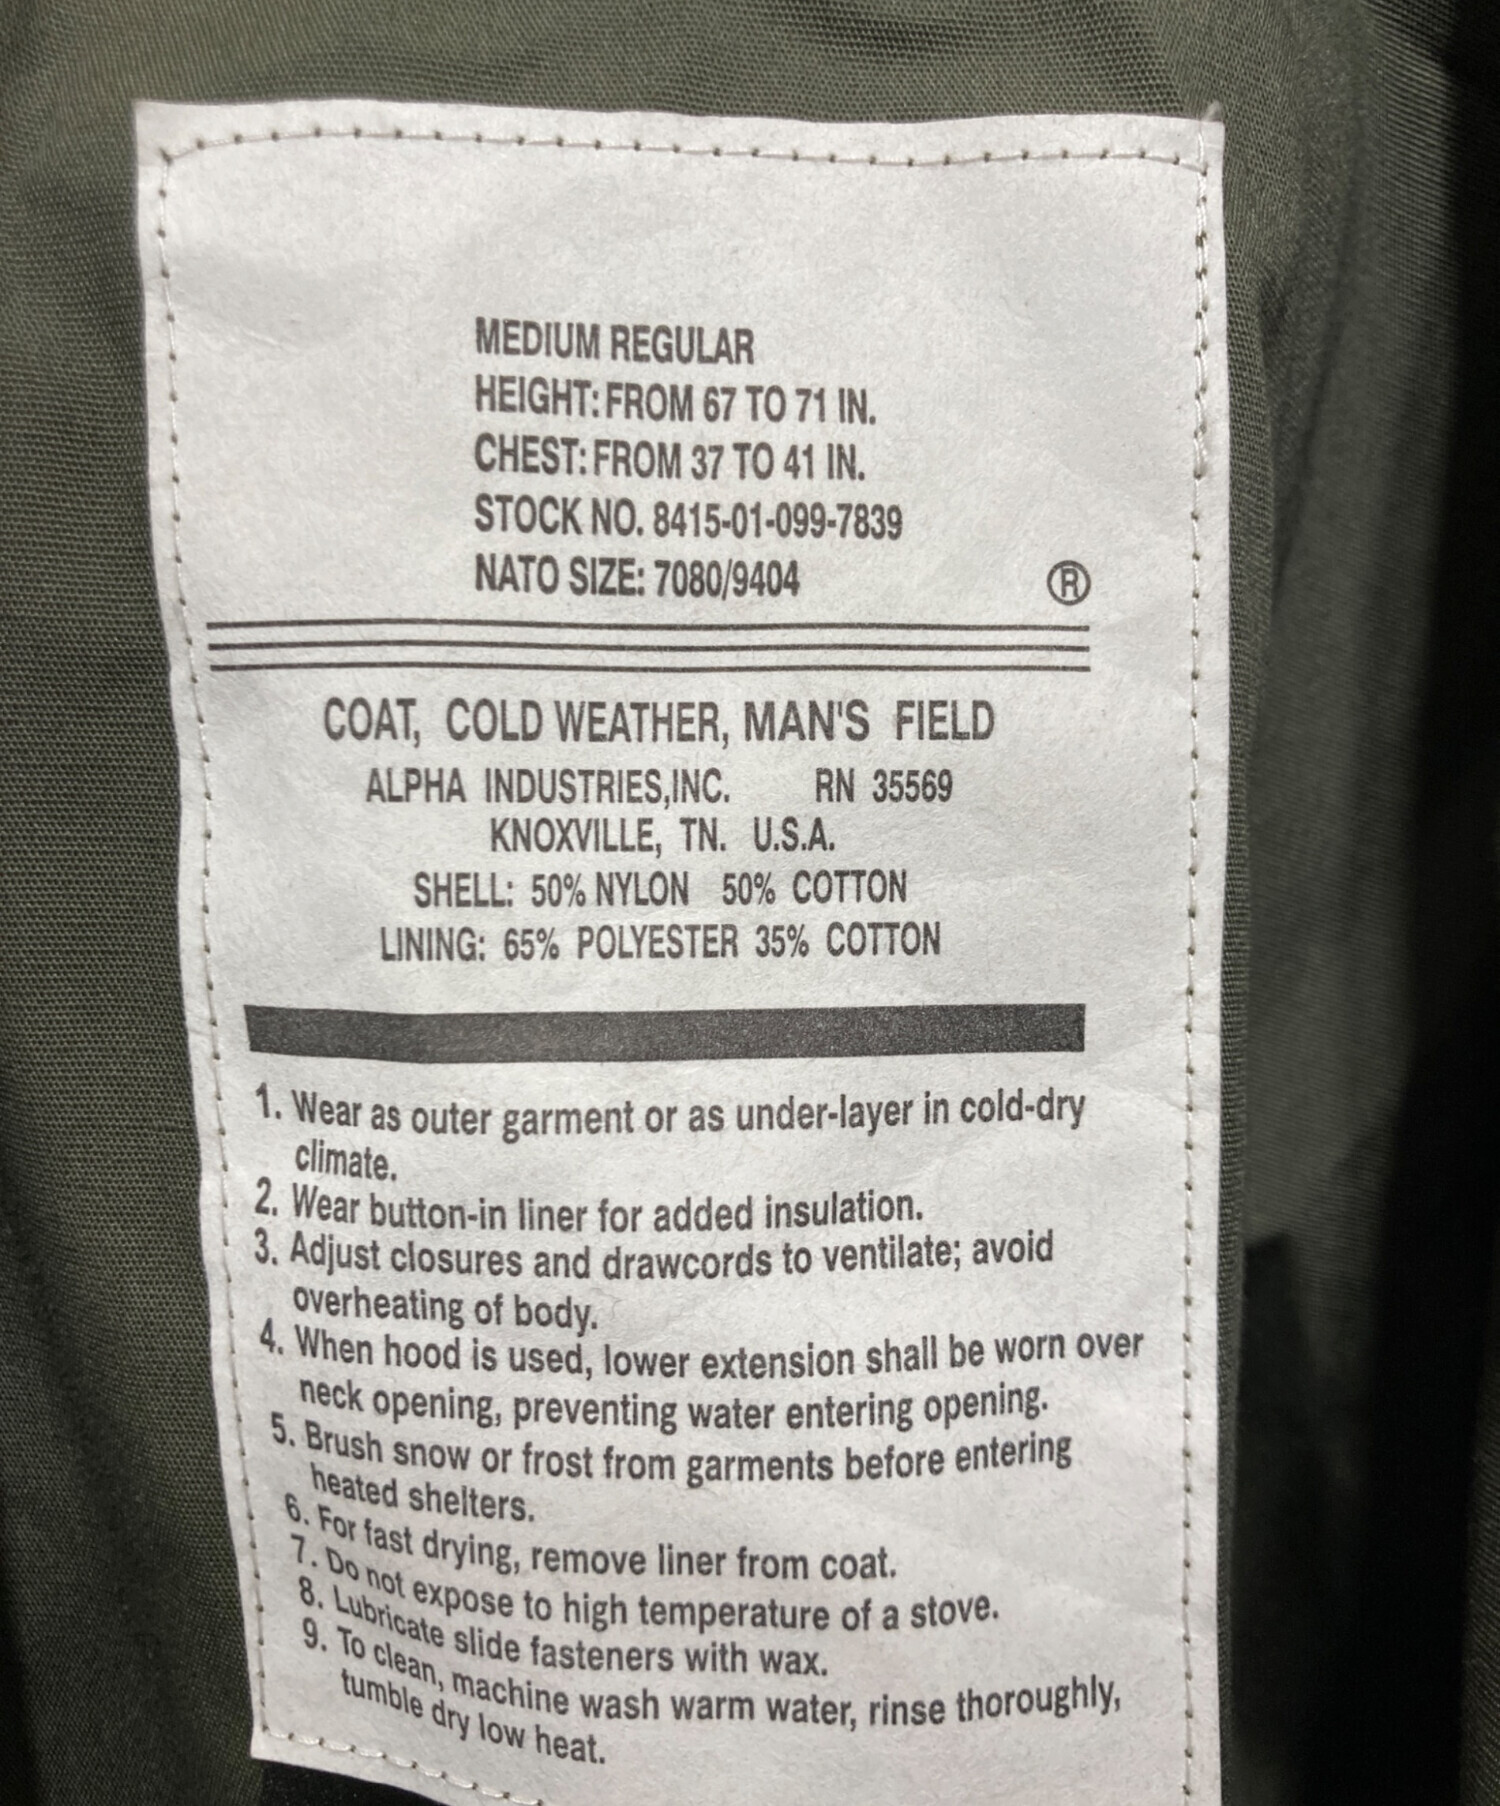 MEDIUM REGULAR
HEIGHT: FROM 67 TO 71 IN.
CHEST: FROM 37 TO 41 IN.
STOCK NO. 8415-01-099-7839
NATO SIZE: 7080/9404
®
COAT, COLD WEATHER, MAN'S FIELD
ALPHA INDUSTRIES,INC. RN 35569
KNOXVILLE, TN. U.S.A.
SHELL: 50% NYLON 50% COTTON
LINING: 65% POLYESTER 35% COTTON
1. Wear as outer garment or as under-layer in cold-dry
climate.
2. Wear button-in liner for added insulation.
3. Adjust closures and drawcords to ventilate; avoid
overheating of body.
4. When hood is used, lower extension shall be worn over
neck opening, preventing water entering opening.
5. Brush snow or frost from garments before entering
heated shelters.
6. For fast drying, remove liner from coat.
7. Do not expose to high temperature of a stove.
8. Lubricate slide fasteners with wax.
9. To clean, machine wash warm water, rinse thoroughly,
tumble dry low heat.